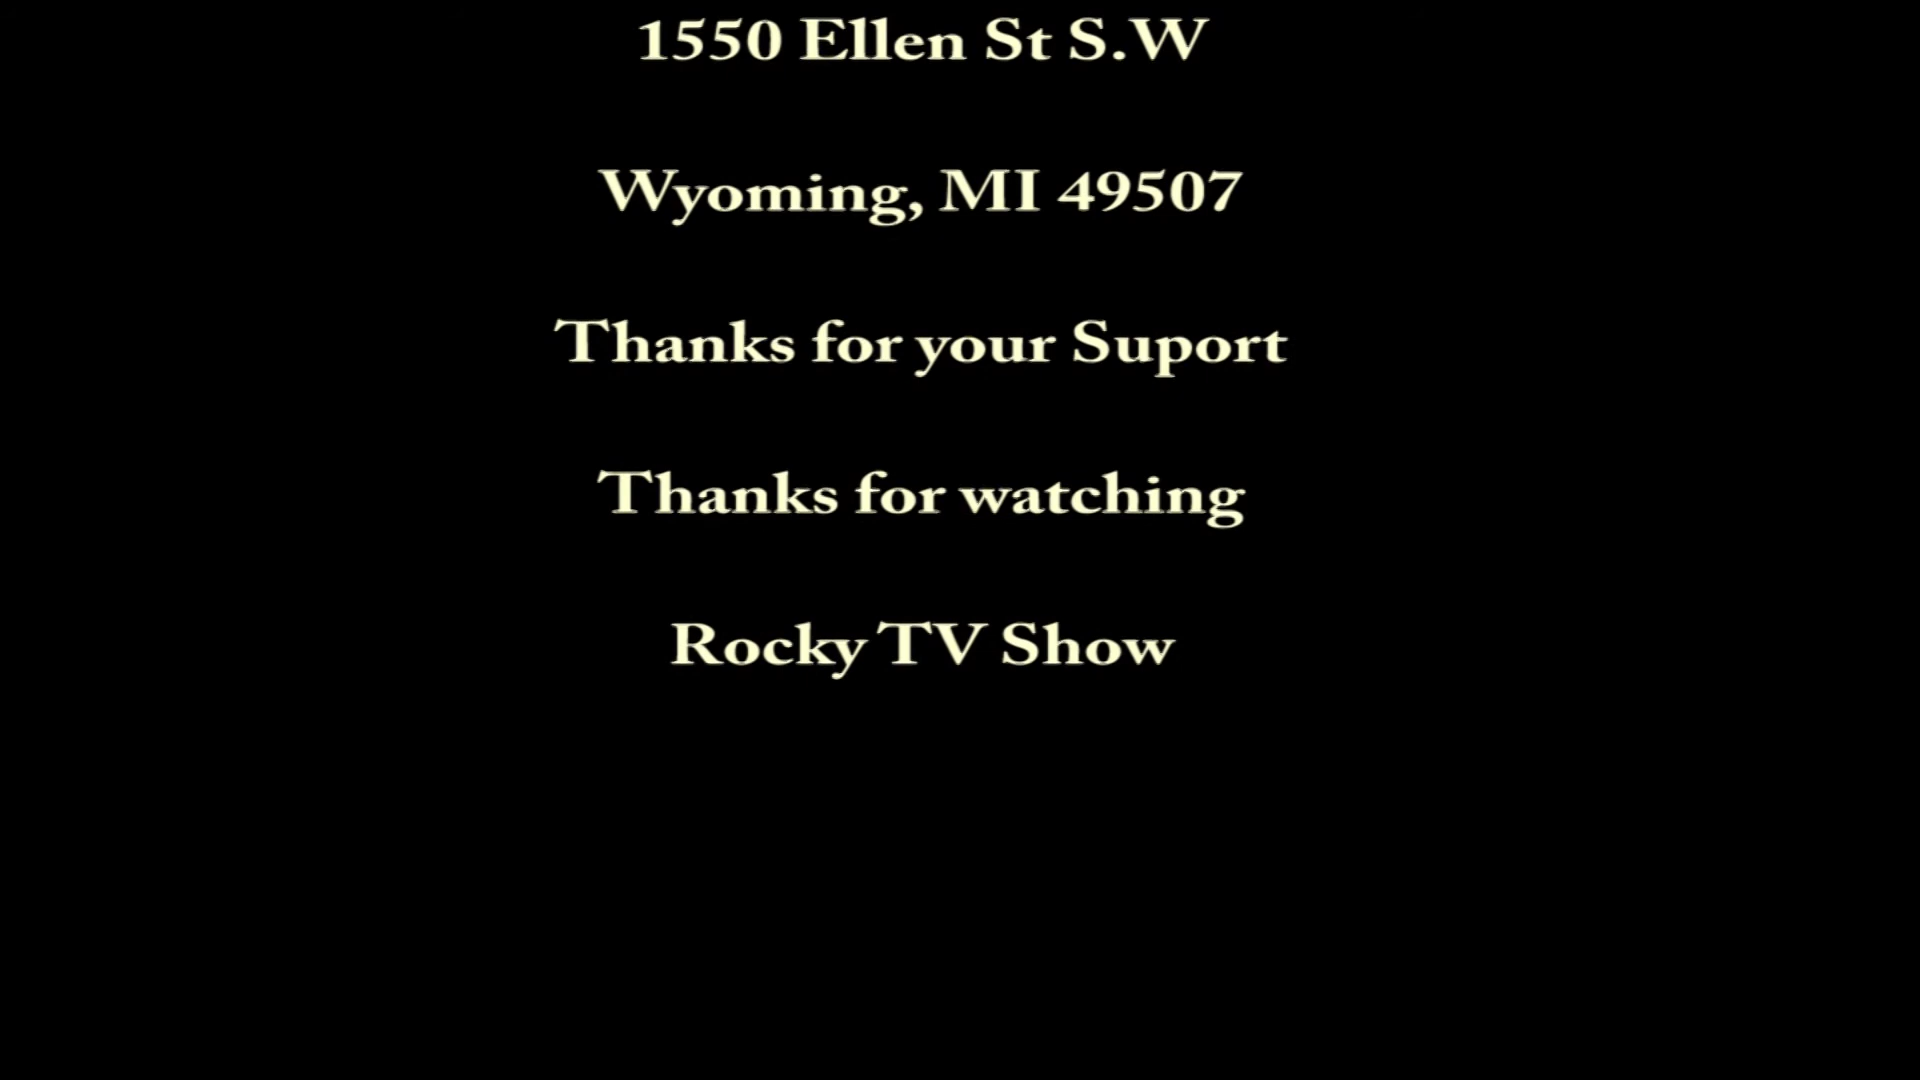 1550 Ellen St S.W
Wyoming, MI 49507
Thanks for your Suport
Thanks for watching
Rocky TV Show